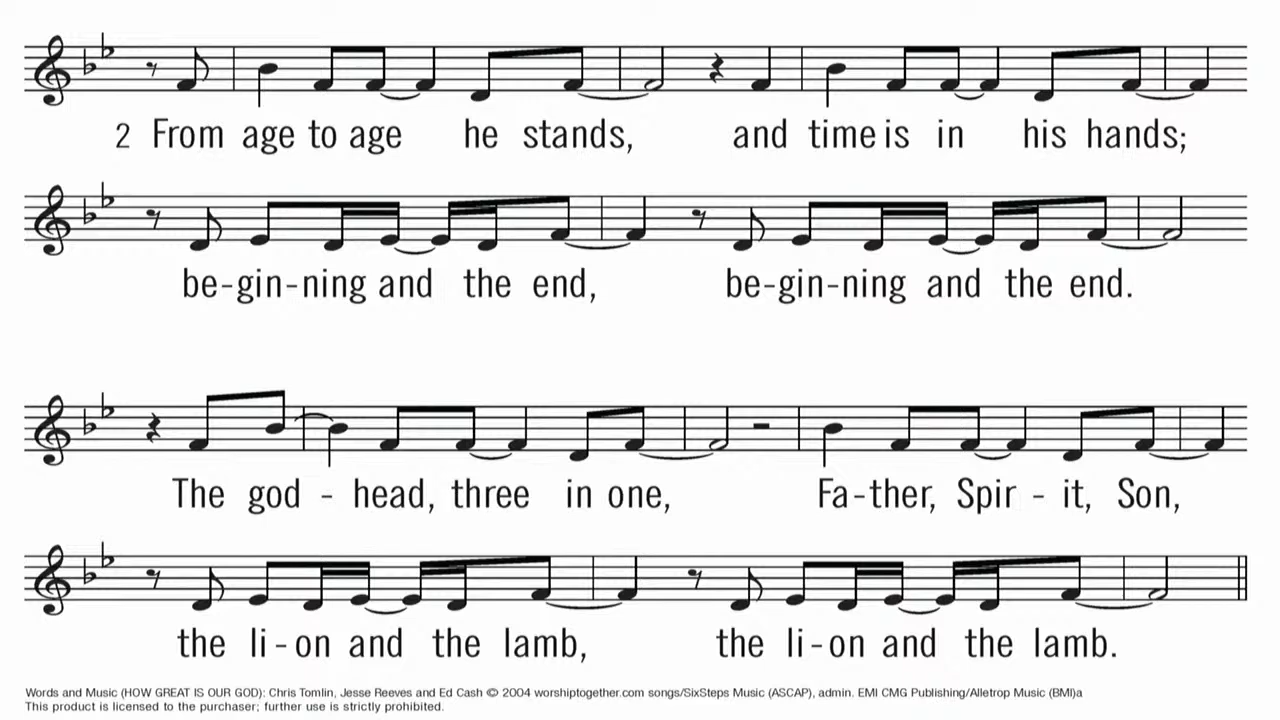 2 From age to age he stands, and time is in his hands;
be-gin-ning and the end, be-gin-ning and the end.
The god - head, three in one, Fa-ther, Spir - it, Son,
the li-on and the lamb, the li-on and the lamb.
Words and Music (HOW GREAT IS OUR GOD): Chris Tomlin, Jesse Reeves and Ed Cash © 2004 worshiptogether.com songs/SixSteps Music (ASCAP), admin. EMI CMG Publishing/Alletrop Music (BMI)a
This product is licensed to the purchaser; further use is strictly prohibited.